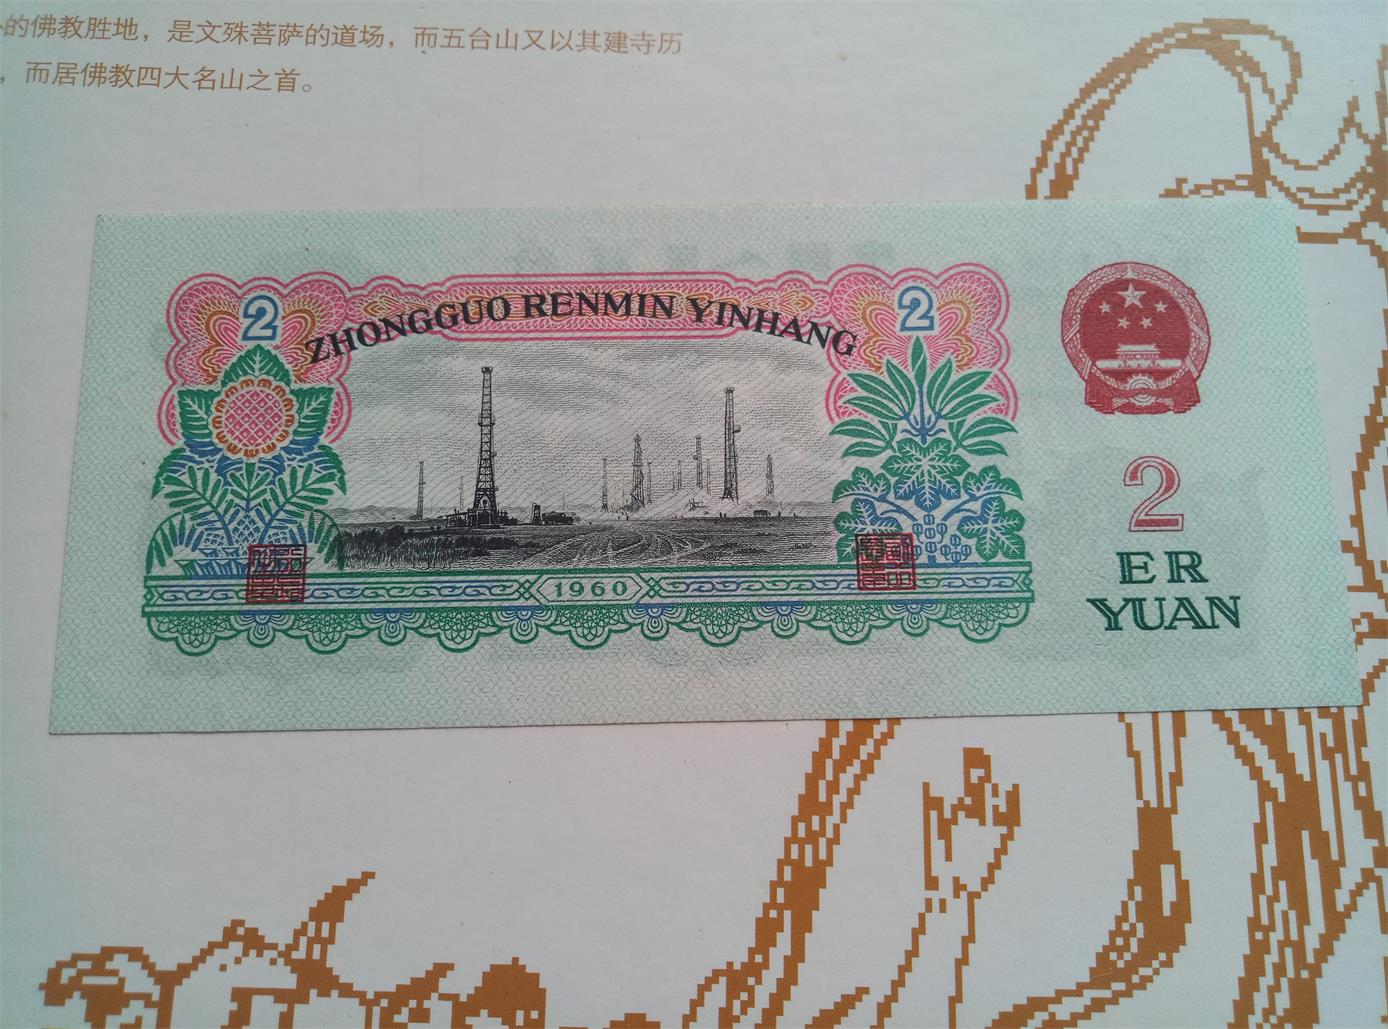 的佛教胜地，是文殊菩萨的道场，而五台山又以其建寺历
，而居佛教四大名山之首。
2
2
ZHONGGUO RENMIN YINHANG
1960
2
ER
YUAN